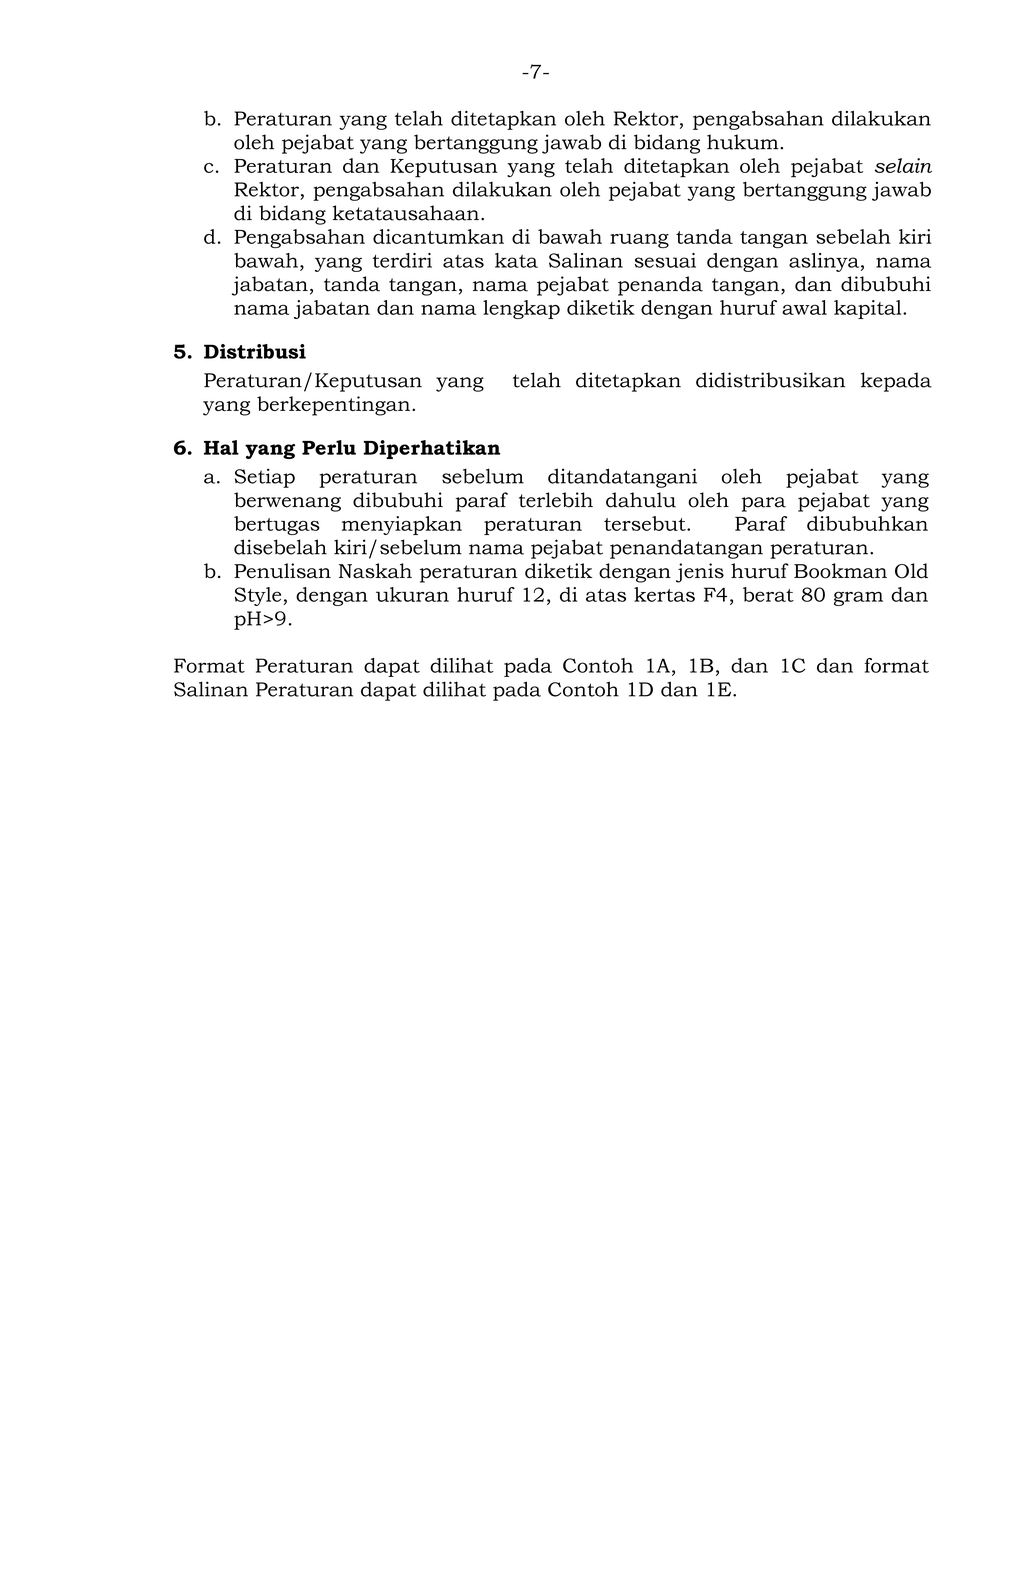 -7-
b. Peraturan yang telah ditetapkan oleh Rektor, pengabsahan dilakukan
oleh pejabat yang bertanggung jawab di bidang hukum.
c. Peraturan dan Keputusan yang telah ditetapkan oleh pejabat selain
Rektor, pengabsahan dilakukan oleh pejabat yang bertanggung jawab
di bidang ketatausahaan.
d. Pengabsahan dicantumkan di bawah ruang tanda tangan sebelah kiri
bawah, yang terdiri atas kata Salinan sesuai dengan aslinya, nama
jabatan, tanda tangan, nama pejabat penanda tangan, dan dibubuhi
nama jabatan dan nama lengkap diketik dengan huruf awal kapital.
5. Distribusi
Peraturan/Keputusan yang telah ditetapkan didistribusikan kepada
yang berkepentingan.
6. Hal yang Perlu Diperhatikan
a. Setiap peraturan sebelum ditandatangani oleh pejabat yang
berwenang dibubuhi paraf terlebih dahulu oleh para pejabat yang
bertugas menyiapkan peraturan tersebut. Paraf dibubuhkan
disebelah kiri/sebelum nama pejabat penandatangan peraturan.
b. Penulisan Naskah peraturan diketik dengan jenis huruf Bookman Old
Style, dengan ukuran huruf 12, di atas kertas F4, berat 80 gram dan
pH>9.
Format Peraturan dapat dilihat pada Contoh 1A, 1B, dan 1C dan format
Salinan Peraturan dapat dilihat pada Contoh 1D dan 1E.